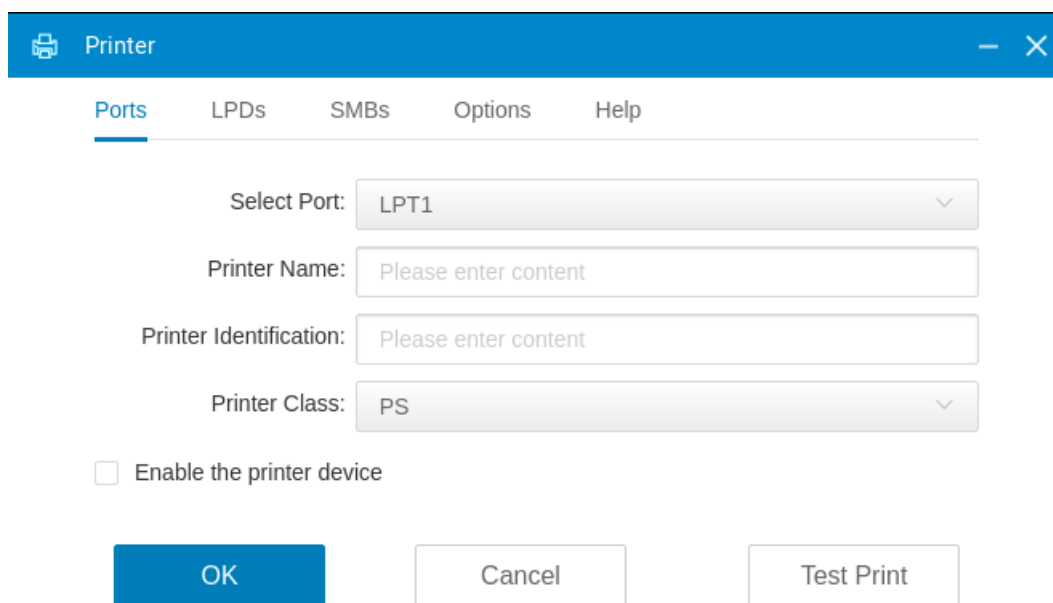 Printer
Ports LPDs SMBs Options Help
Select Port: LPT1
Printer Name: Please enter content
Printer Identification: Please enter content
Printer Class: PS
Enable the printer device
OK Cancel Test Print